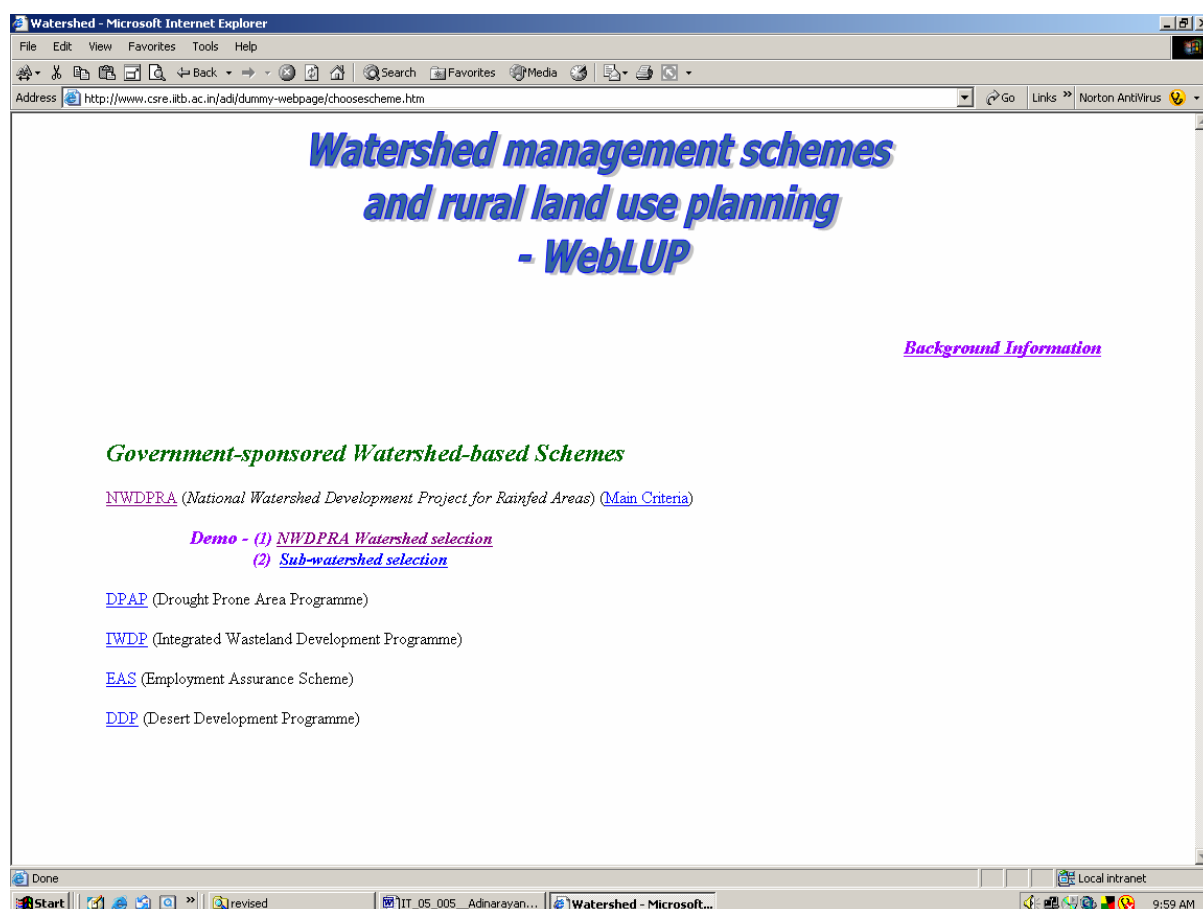 Watershed - Microsoft Internet Explorer
File Edit View Favorites Tools Help
Back Search Favorites Media
Address http://www.csre.iitb.ac.in/adi/dummy-webpage/choosescheme.htm Go Links » Norton AntiVirus
Watershed management schemes
and rural land use planning
- WebLUP
Background Information
Government-sponsored Watershed-based Schemes
NWDPRA (National Watershed Development Project for Rainfed Areas) (Main Criteria)
Demo - (1) NWDPRA Watershed selection
(2) Sub-watershed selection
DPAP (Drought Prone Area Programme)
IWDP (Integrated Wasteland Development Programme)
EAS (Employment Assurance Scheme)
DDP (Desert Development Programme)
Done Local intranet
Start » revised IIT_05_005__Adinarayan... Watershed - Microsoft... 9:59 AM